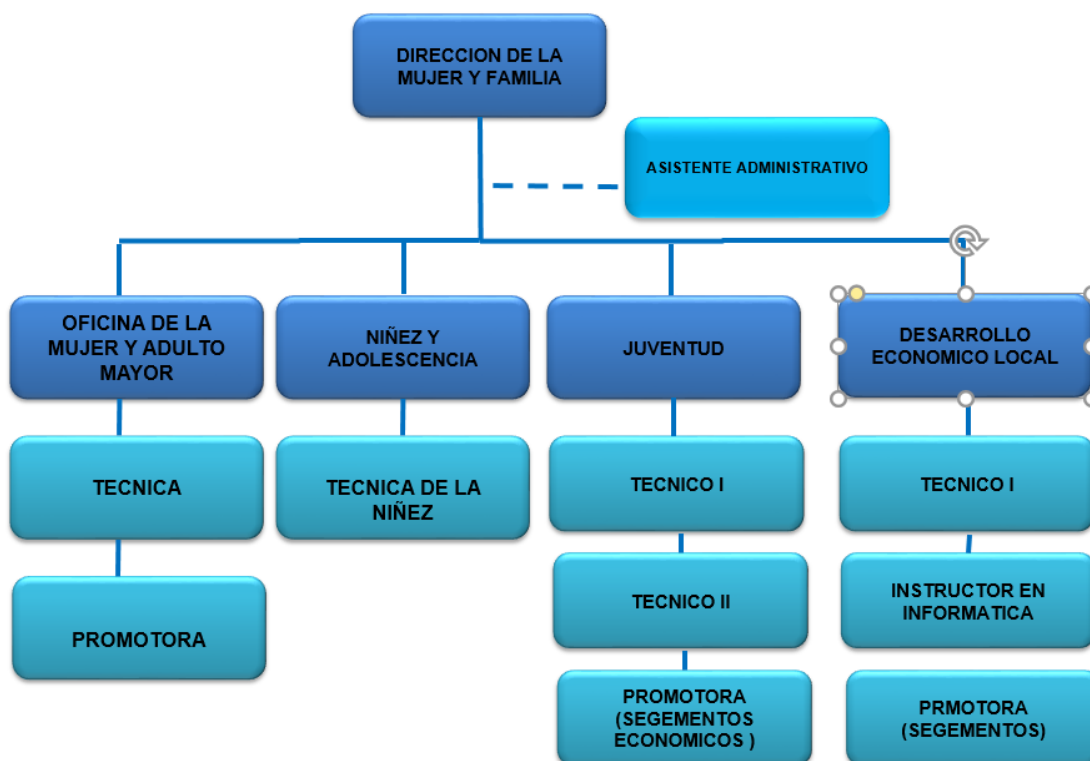 DIRECCION DE LA
MUJER Y FAMILIA
ASISTENTE ADMINISTRATIVO
OFICINA DE LA
MUJER Y ADULTO
MAYOR
NIÑEZ Y
ADOLESCENCIA
JUVENTUD
DESARROLLO
ECONOMICO LOCAL
TECNICA
TECNICA DE LA
NIÑEZ
TECNICO I
TECNICO I
PROMOTORA
TECNICO II
INSTRUCTOR EN
INFORMATICA
PROMOTORA
(SEGEMENTOS
ECONOMICOS )
PRMOTORA
(SEGEMENTOS)